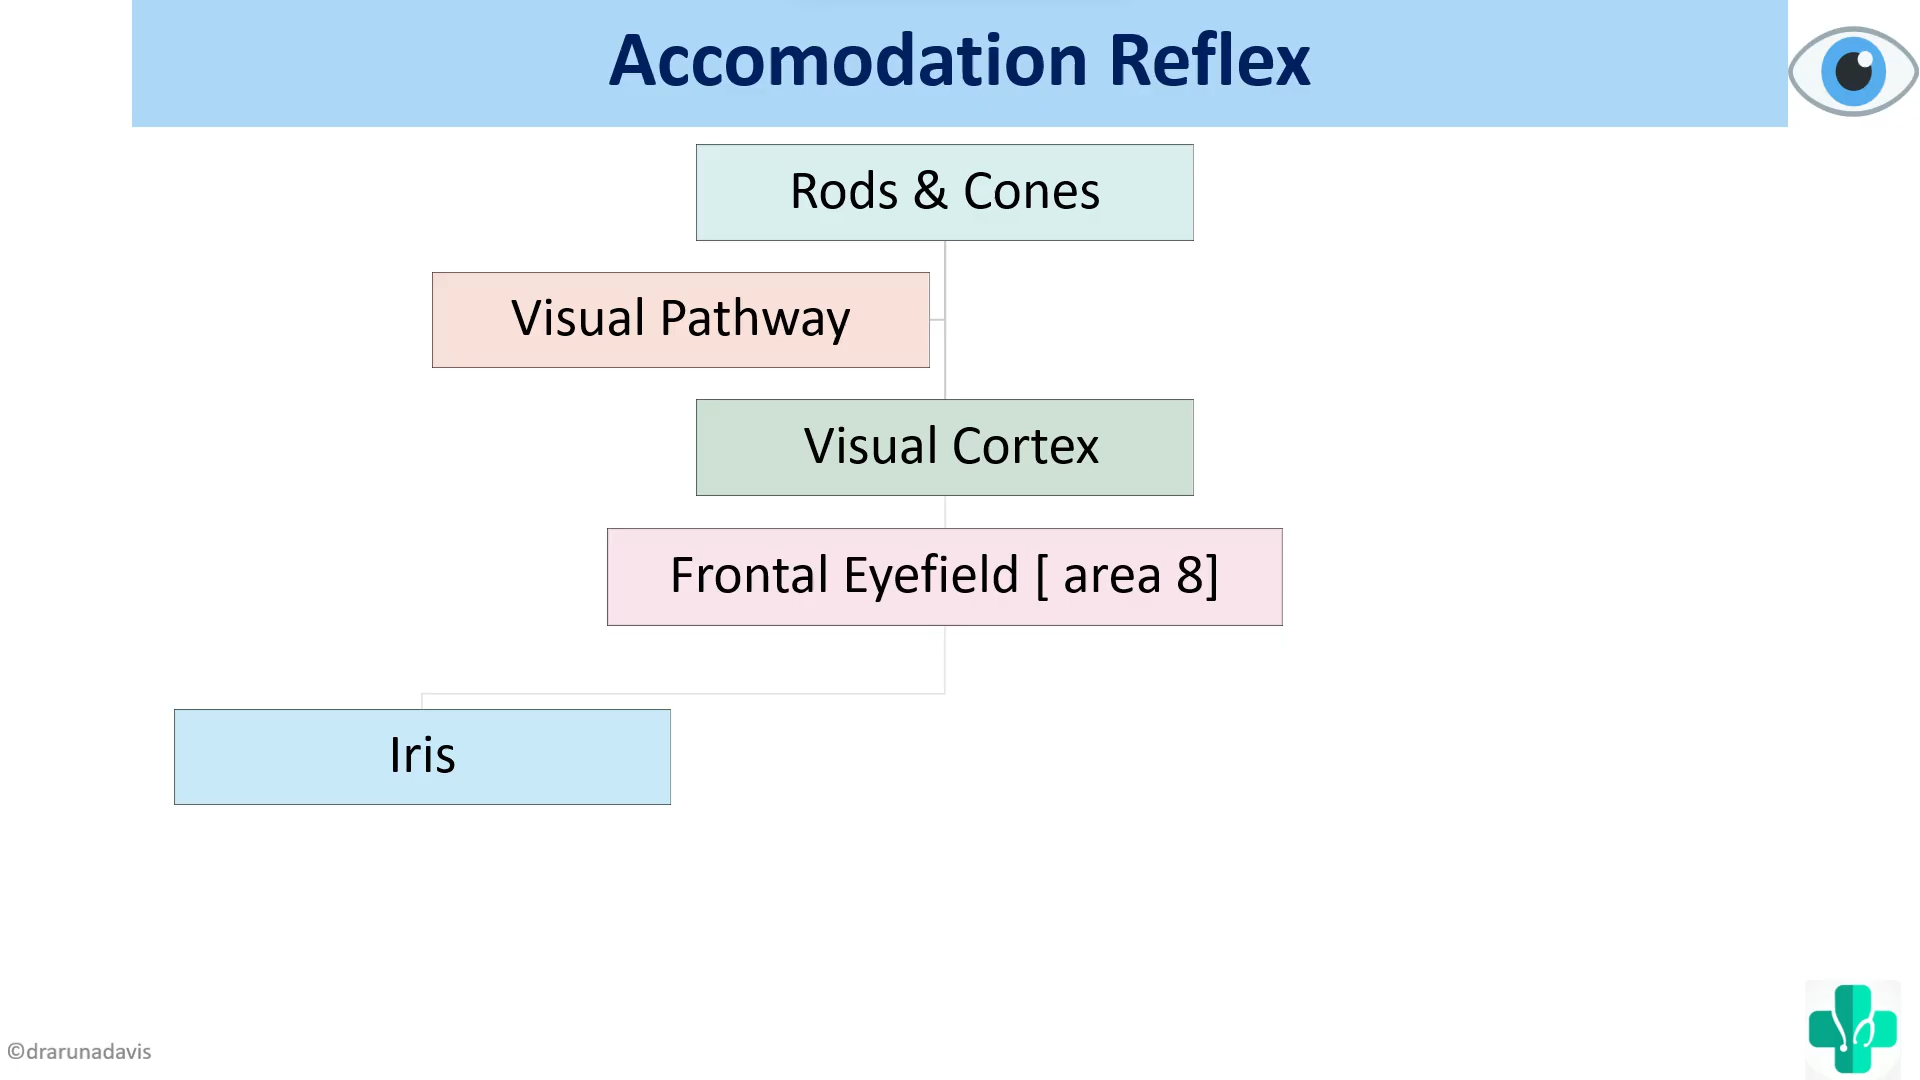 Accomodation Reflex
Rods & Cones
Visual Pathway
Visual Cortex
Frontal Eyefield [ area 8]
Iris
©drarunadavis